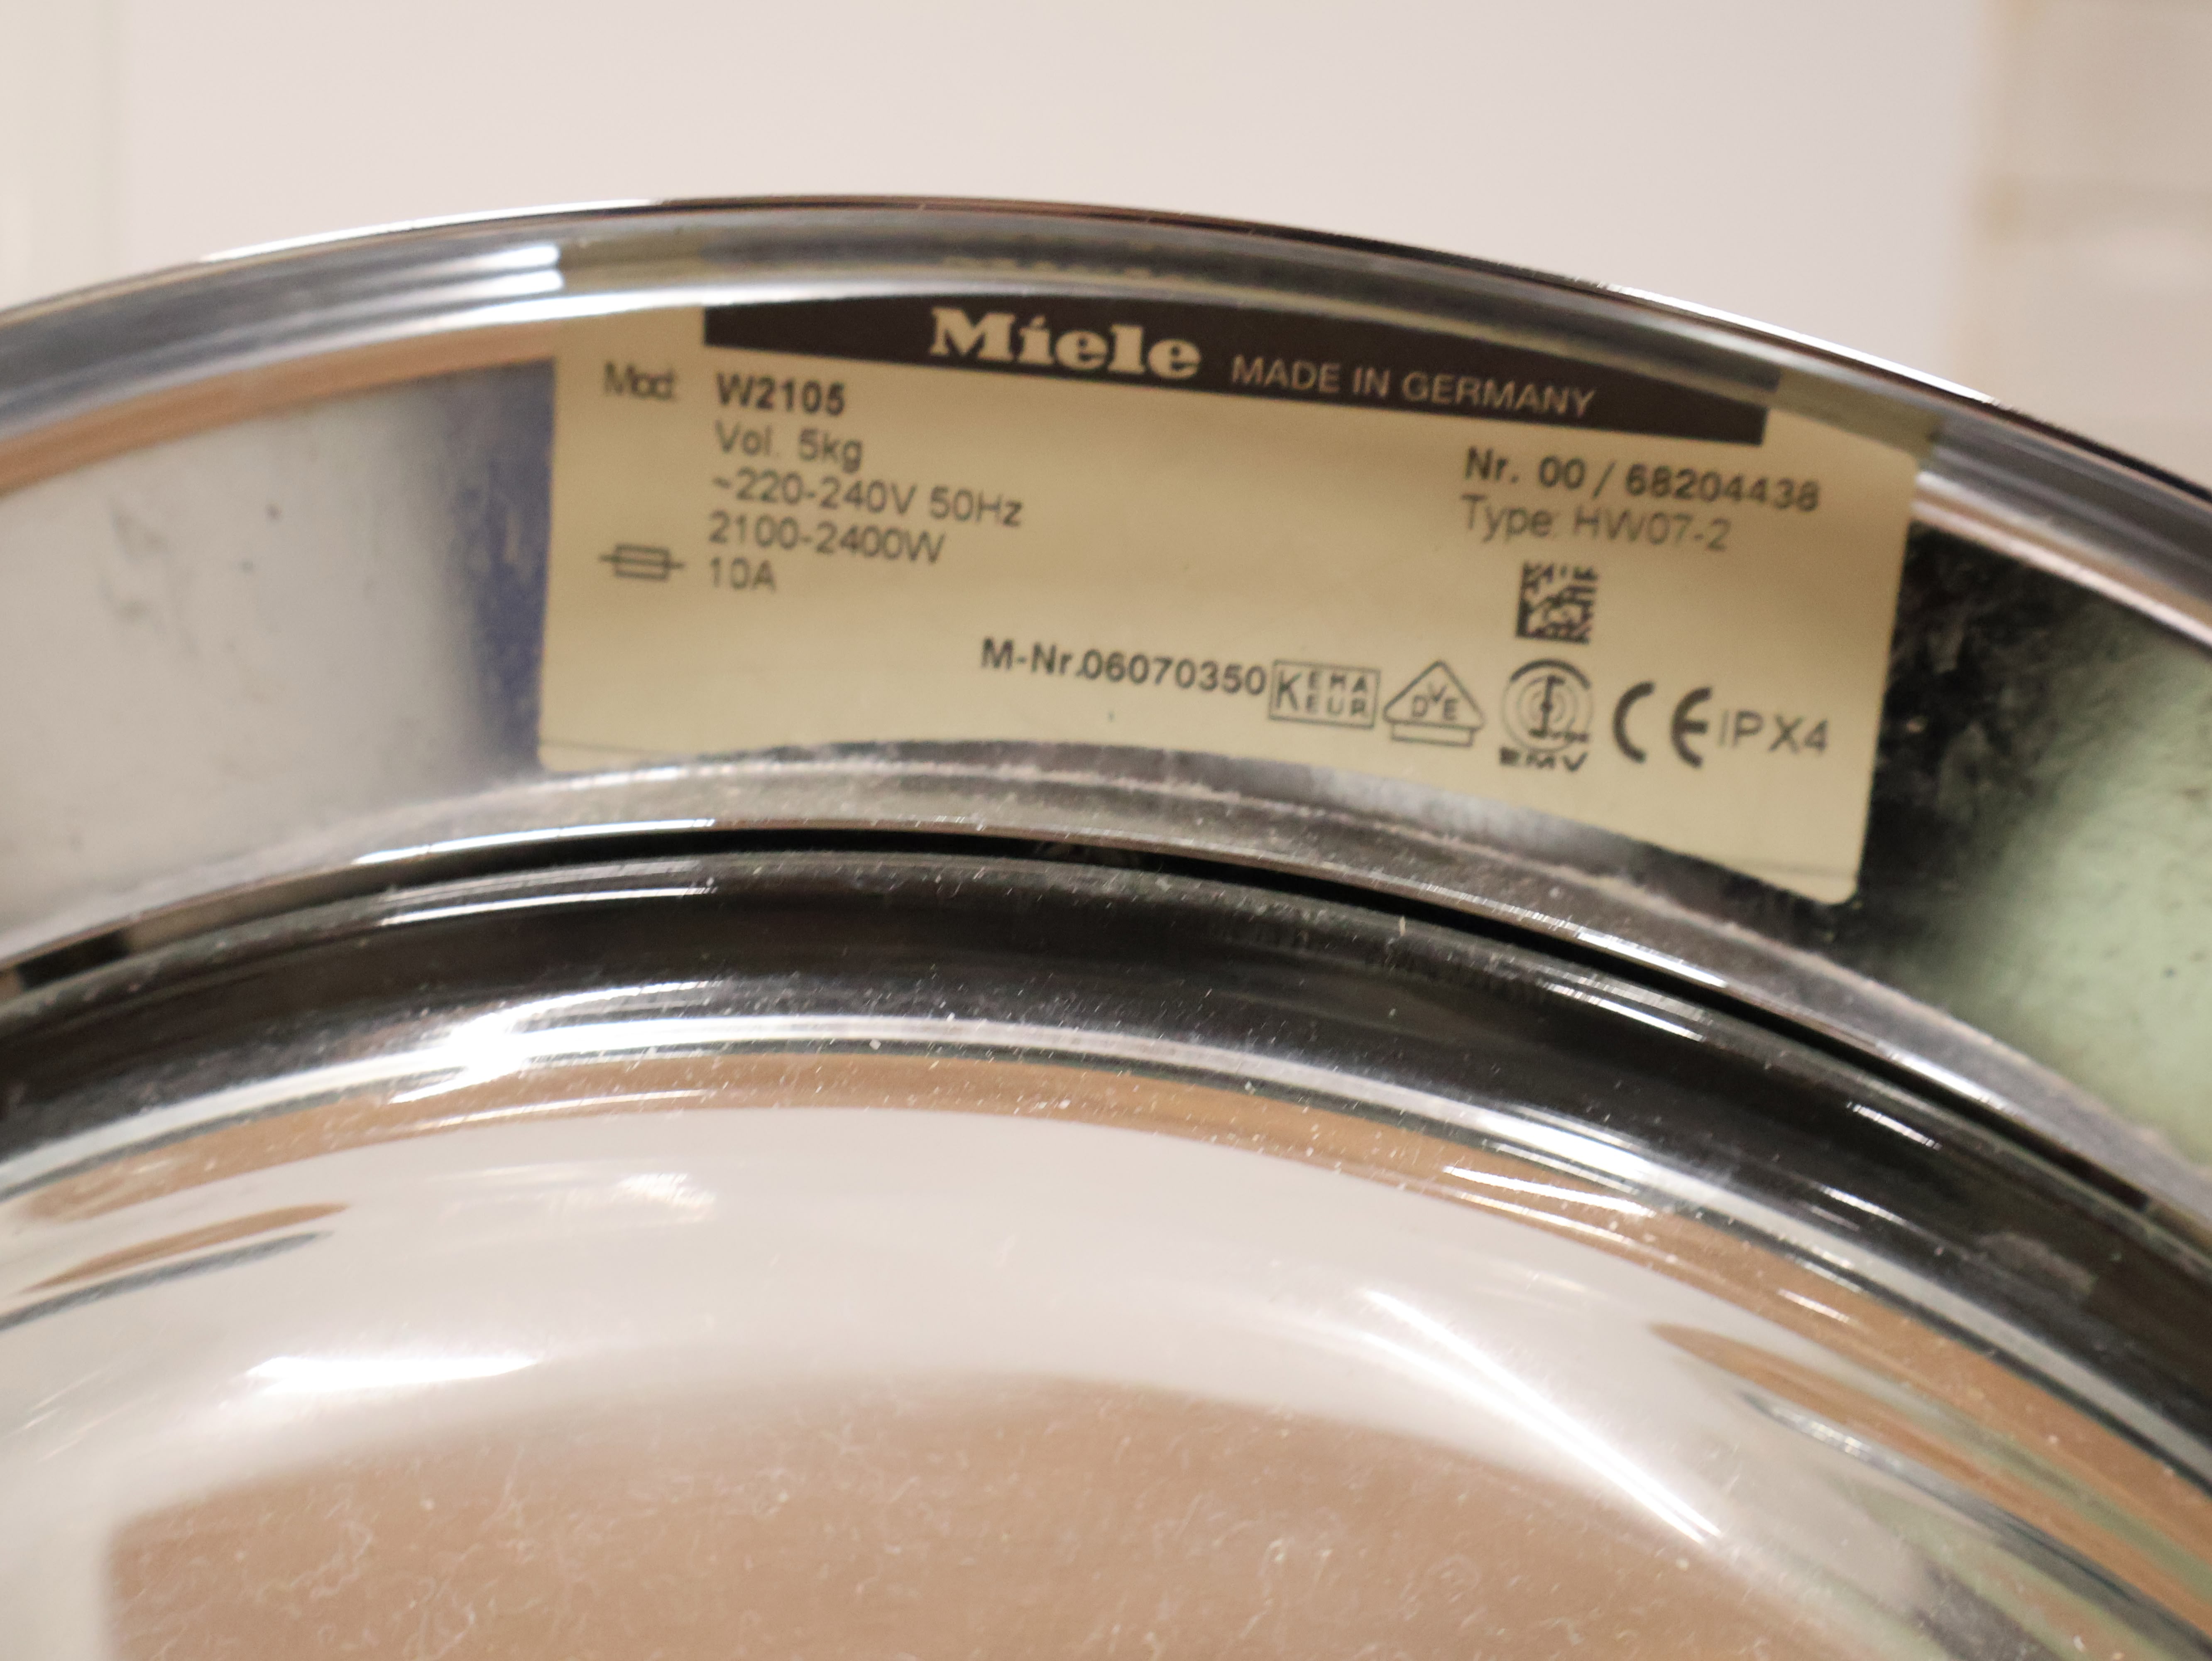 Miele MADE IN GERMANY
Mod: W2105
Vol. 5kg
~220-240V 50Hz
2100-2400W
10A
Nr. 00 / 68204438
Type: HW07-2
M-Nr.06070350
KEMA
KEUR
DVE
EMV
CE IPX4